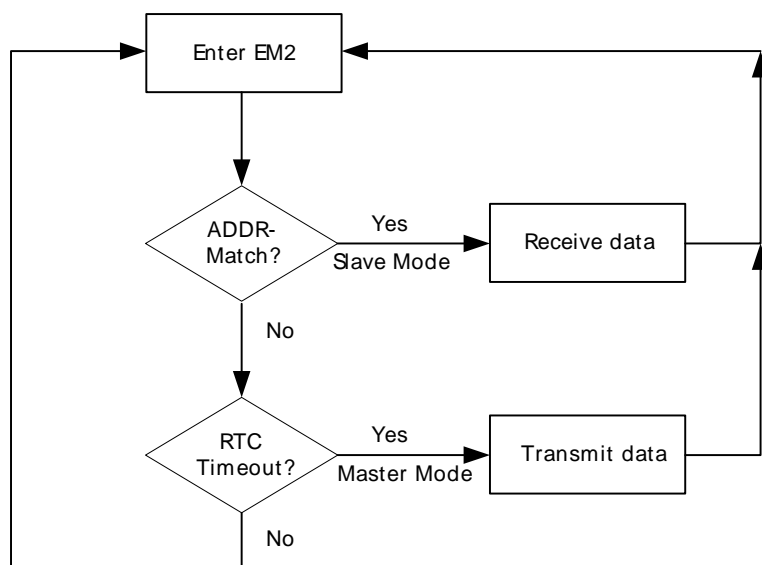 Enter EM2
ADDR-
Match?
Yes
Slave Mode
Receive data
No
RTC
Timeout?
Yes
Master Mode
Transmit data
No